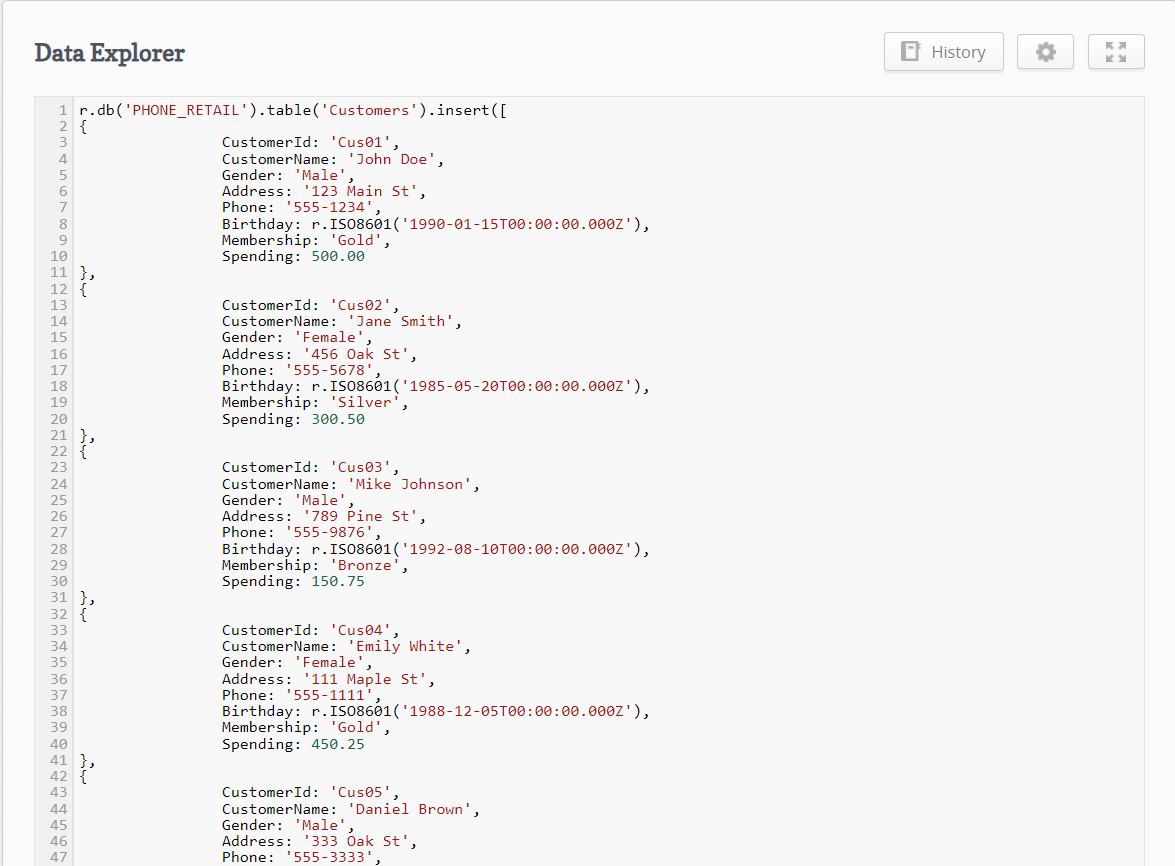 Data Explorer
History
1 r.db('PHONE_RETAIL').table('Customers').insert([
2 {
3 CustomerId: 'Cus01',
4 CustomerName: 'John Doe',
5 Gender: 'Male',
6 Address: '123 Main St',
7 Phone: '555-1234',
8 Birthday: r.ISO8601('1990-01-15T00:00:00.000Z'),
9 Membership: 'Gold',
10 Spending: 500.00
11 },
12 {
13 CustomerId: 'Cus02',
14 CustomerName: 'Jane Smith',
15 Gender: 'Female',
16 Address: '456 Oak St',
17 Phone: '555-5678',
18 Birthday: r.ISO8601('1985-05-20T00:00:00.000Z'),
19 Membership: 'Silver',
20 Spending: 300.50
21 },
22 {
23 CustomerId: 'Cus03',
24 CustomerName: 'Mike Johnson',
25 Gender: 'Male',
26 Address: '789 Pine St',
27 Phone: '555-9876',
28 Birthday: r.ISO8601('1992-08-10T00:00:00.000Z'),
29 Membership: 'Bronze',
30 Spending: 150.75
31 },
32 {
33 CustomerId: 'Cus04',
34 CustomerName: 'Emily White',
35 Gender: 'Female',
36 Address: '111 Maple St',
37 Phone: '555-1111',
38 Birthday: r.ISO8601('1988-12-05T00:00:00.000Z'),
39 Membership: 'Gold',
40 Spending: 450.25
41 },
42 {
43 CustomerId: 'Cus05',
44 CustomerName: 'Daniel Brown',
45 Gender: 'Male',
46 Address: '333 Oak St',
47 Phone: '555-3333',